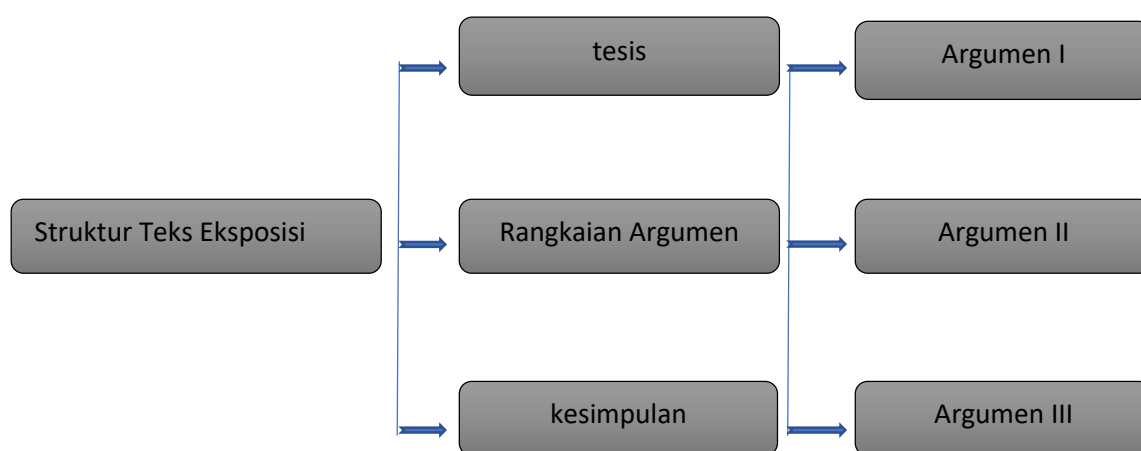 tesis
Argumen I
Struktur Teks Eksposisi
Rangkaian Argumen
Argumen II
kesimpulan
Argumen III